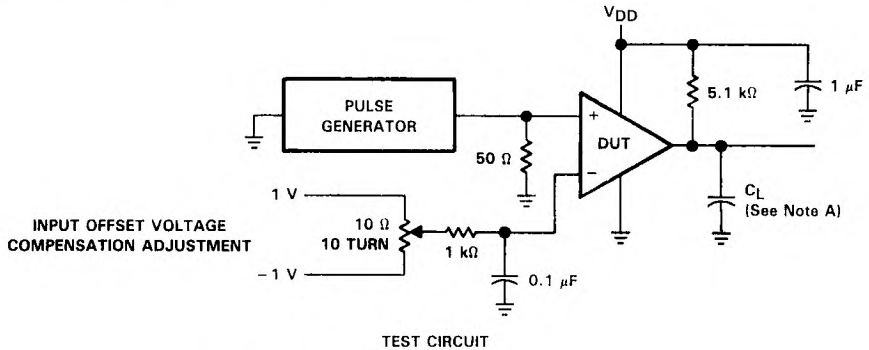 VDD
PULSE
GENERATOR
5.1 kΩ
1 μF
+
DUT
−
50 Ω
CL
(See Note A)
1 V
INPUT OFFSET VOLTAGE
COMPENSATION ADJUSTMENT
10 Ω
10 TURN
1 kΩ
−1 V
0.1 μF
TEST CIRCUIT